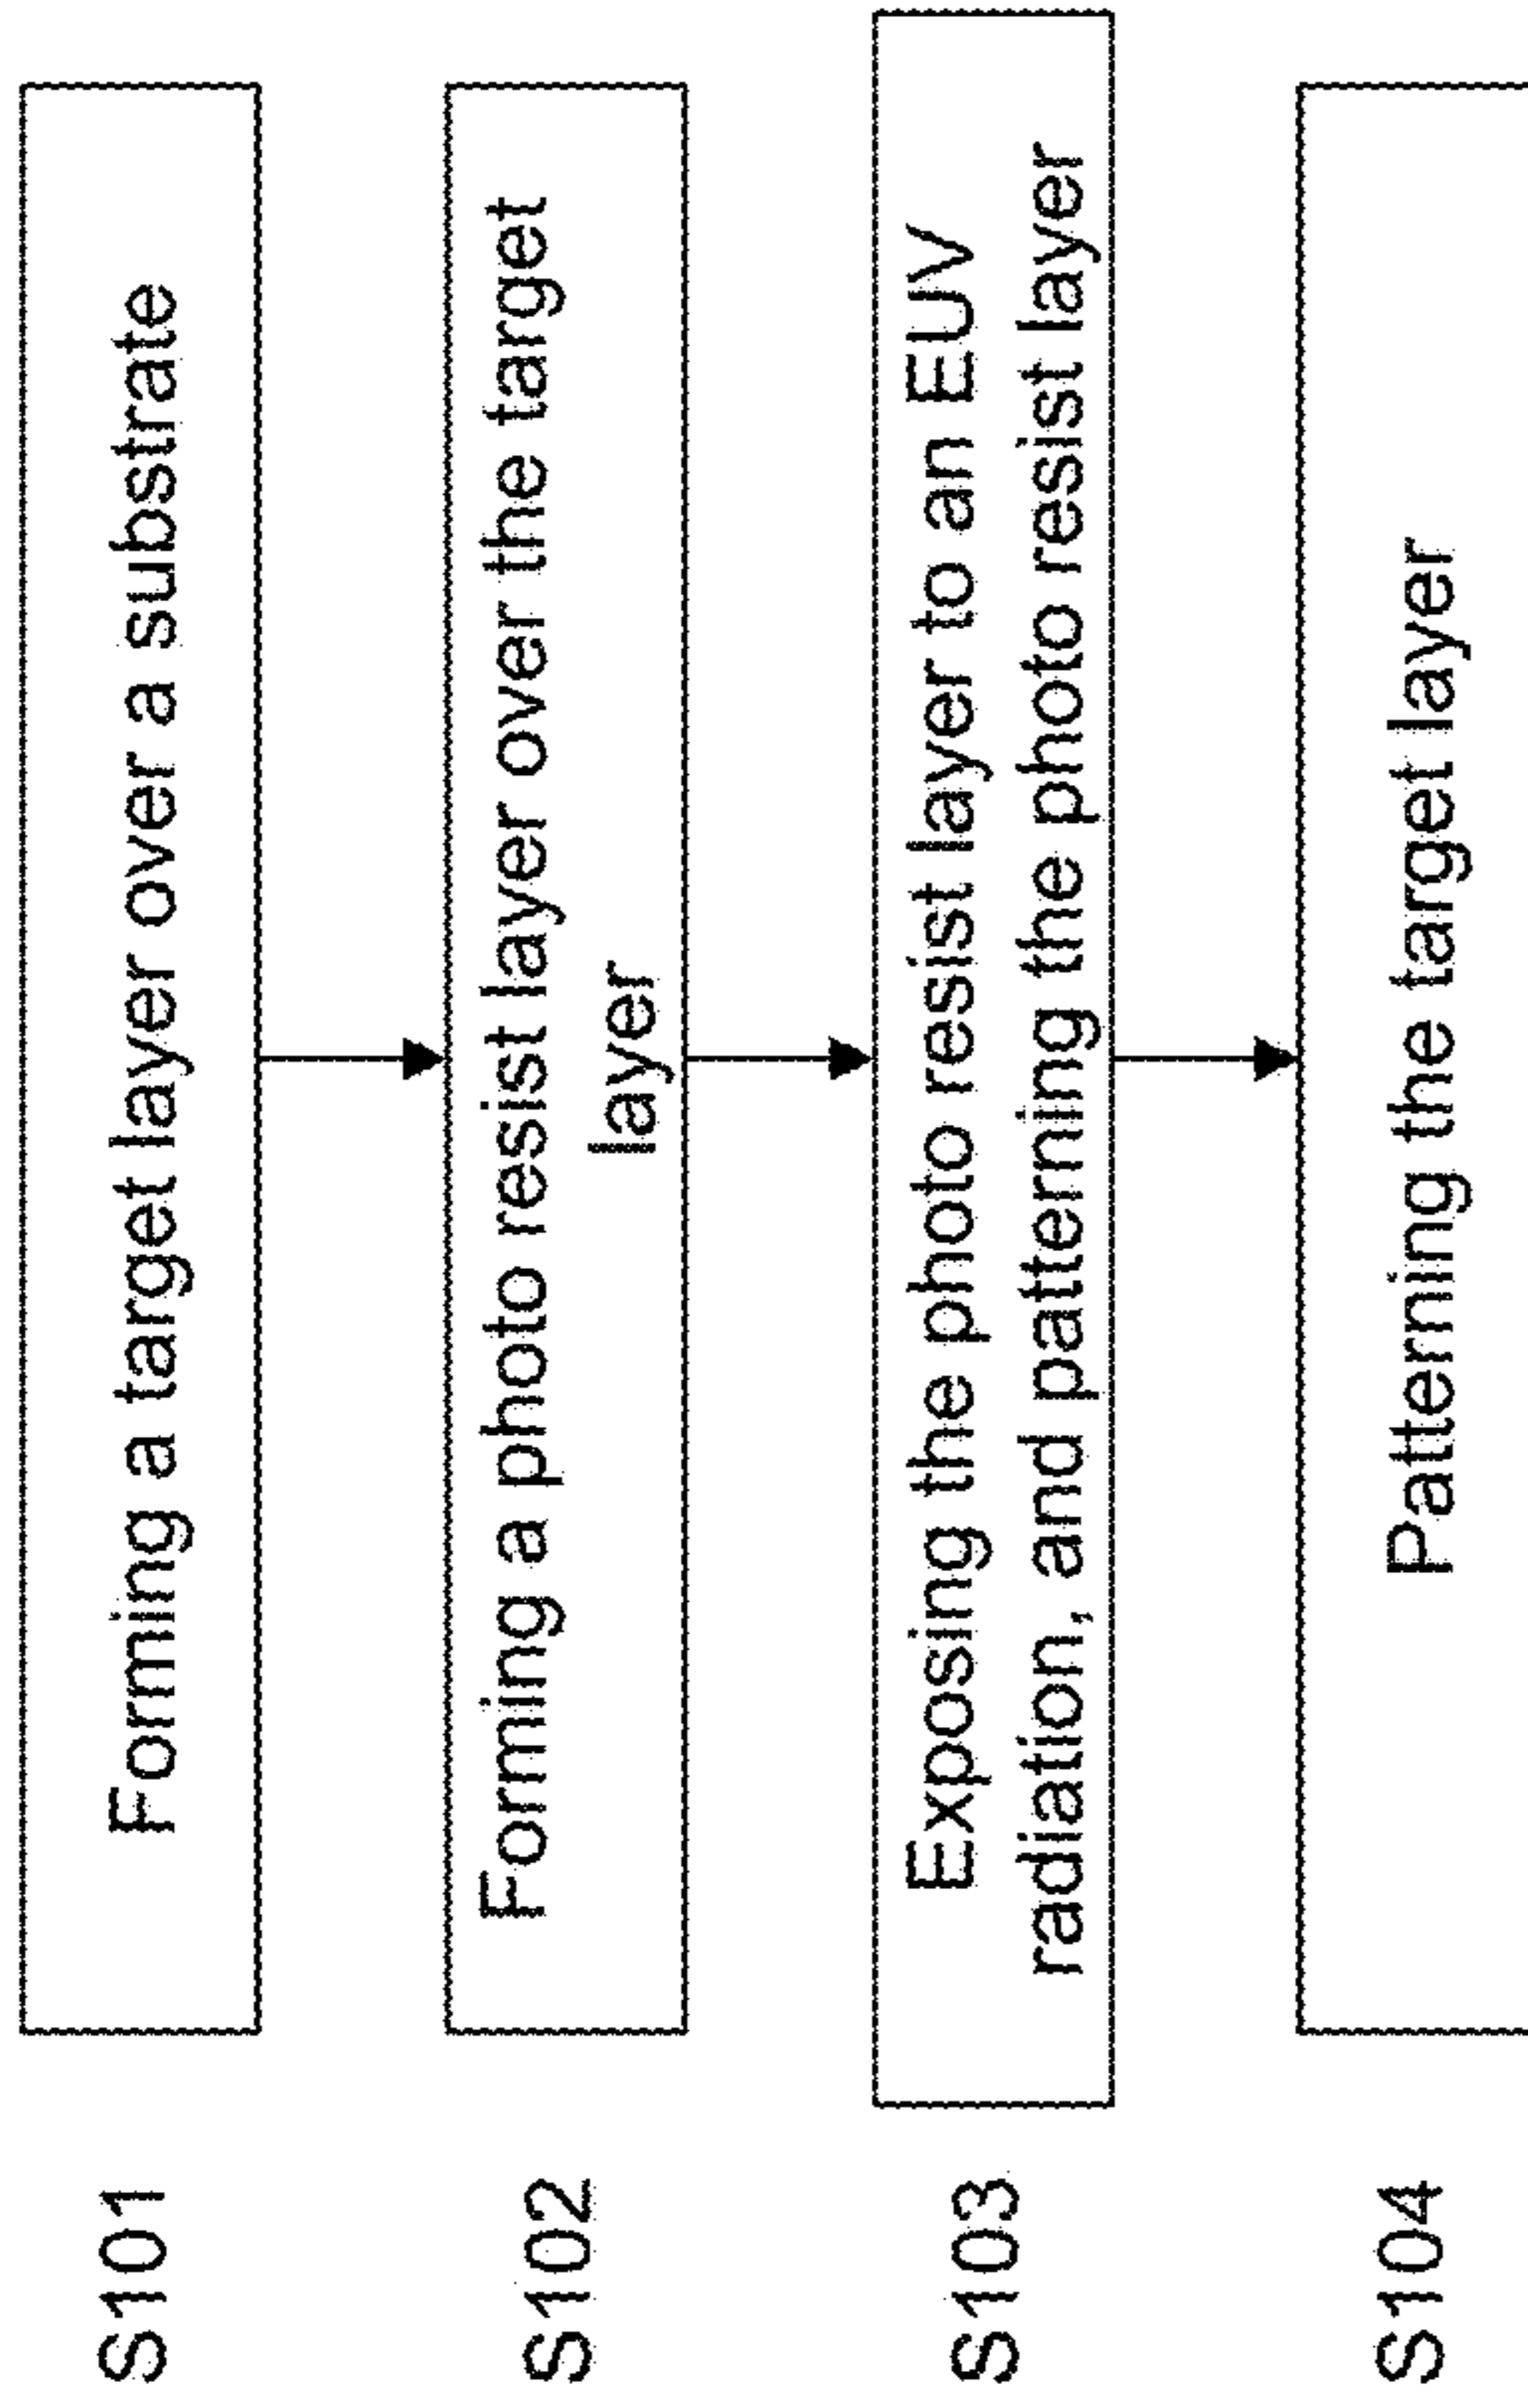 S101
Forming a target layer over a substrate
S102
Forming a photo resist layer over the target
layer
S103
Exposing the photo resist layer to an EUV
radiation, and patterning the photo resist layer
S104
Patterning the target layer